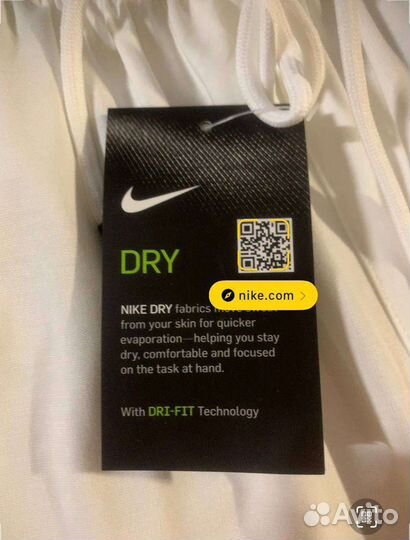 DRY
nike.com
NIKE DRY fabrics
from your skin for quicker
evaporation—helping you stay
dry, comfortable and focused
on the task at hand.
With DRI-FIT Technology
Avito